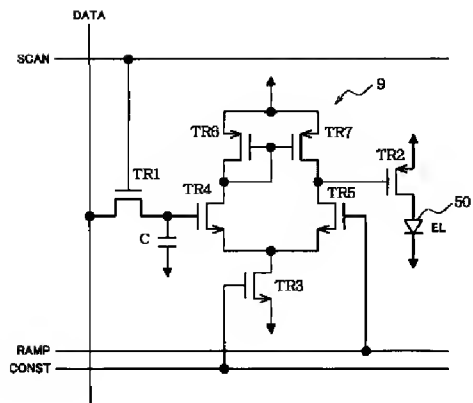 DATA
SCAN
9
TR6
TR7
TR2
TR1
TR4
TR5
50
EL
C
TR3
RAMP
CONST